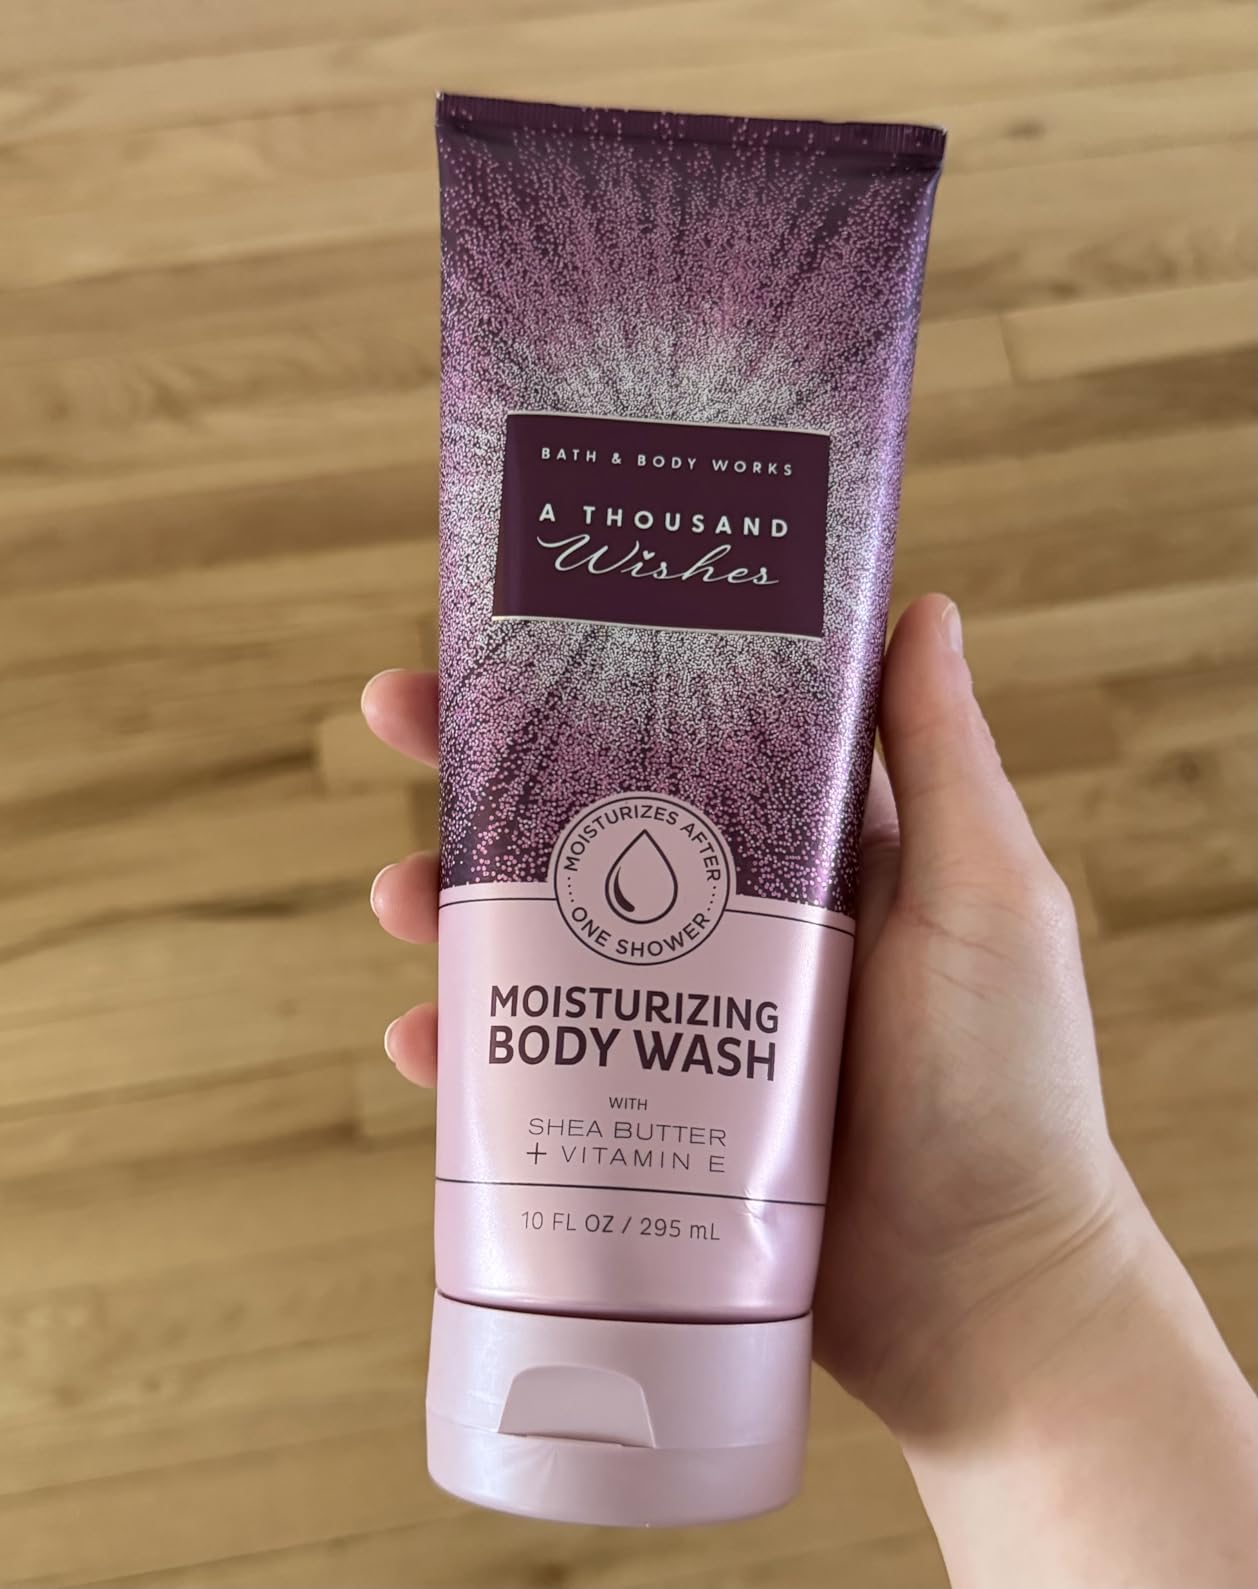 BATH & BODY WORKS
A THOUSAND
Wishes
MOISTURIZES AFTER
ONE SHOWER
MOISTURIZING
BODY WASH
WITH
SHEA BUTTER
+ VITAMIN E
10 FL OZ / 295 mL